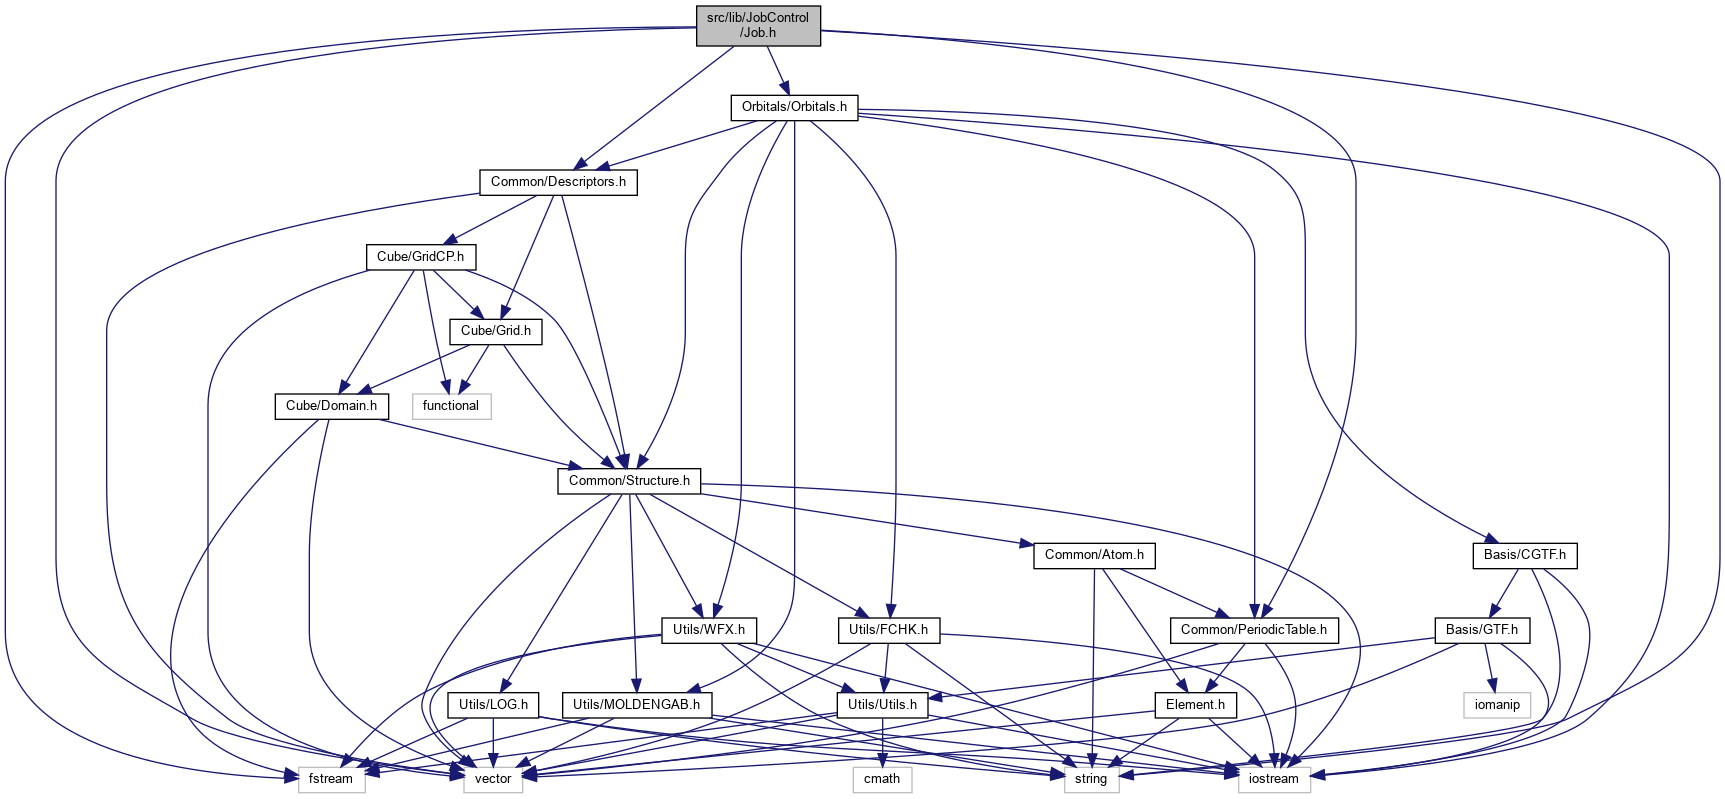 src/lib/JobControl
/Job.h
Orbitals/Orbitals.h
Common/Descriptors.h
Cube/GridCP.h
Cube/Grid.h
Cube/Domain.h
functional
Common/Structure.h
Common/Atom.h
Basis/CGTF.h
Utils/WFX.h
Utils/FCHK.h
Common/PeriodicTable.h
Basis/GTF.h
Utils/LOG.h
Utils/MOLDENGAB.h
Utils/Utils.h
Element.h
iomanip
fstream
vector
cmath
string
iostream